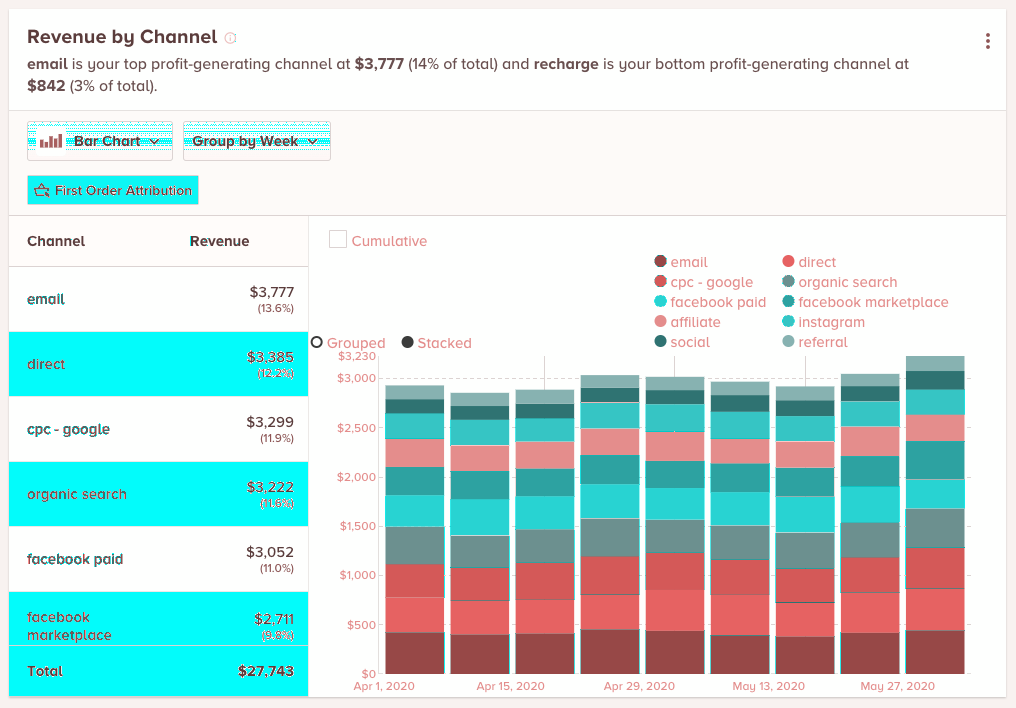 Revenue by Channel
email is your top profit-generating channel at $3,777 (14% of total) and recharge is your bottom profit-generating channel at
$842 (3% of total).
Bar Chart
Group by Week
First Order Attribution
Channel Revenue
email $3,777
(13.6%)
direct $3,385
(12.2%)
cpc - google $3,299
(11.9%)
organic search $3,222
(11.6%)
facebook paid $3,052
(11.0%)
facebook
marketplace $2,711
(9.8%)
Total $27,743
Cumulative
email direct
cpc - google organic search
facebook paid facebook marketplace
affiliate instagram
social referral
Grouped Stacked
$3,230
$3,000
$2,500
$2,000
$1,500
$1,000
$500
$0
Apr 1, 2020 Apr 15, 2020 Apr 29, 2020 May 13, 2020 May 27, 2020